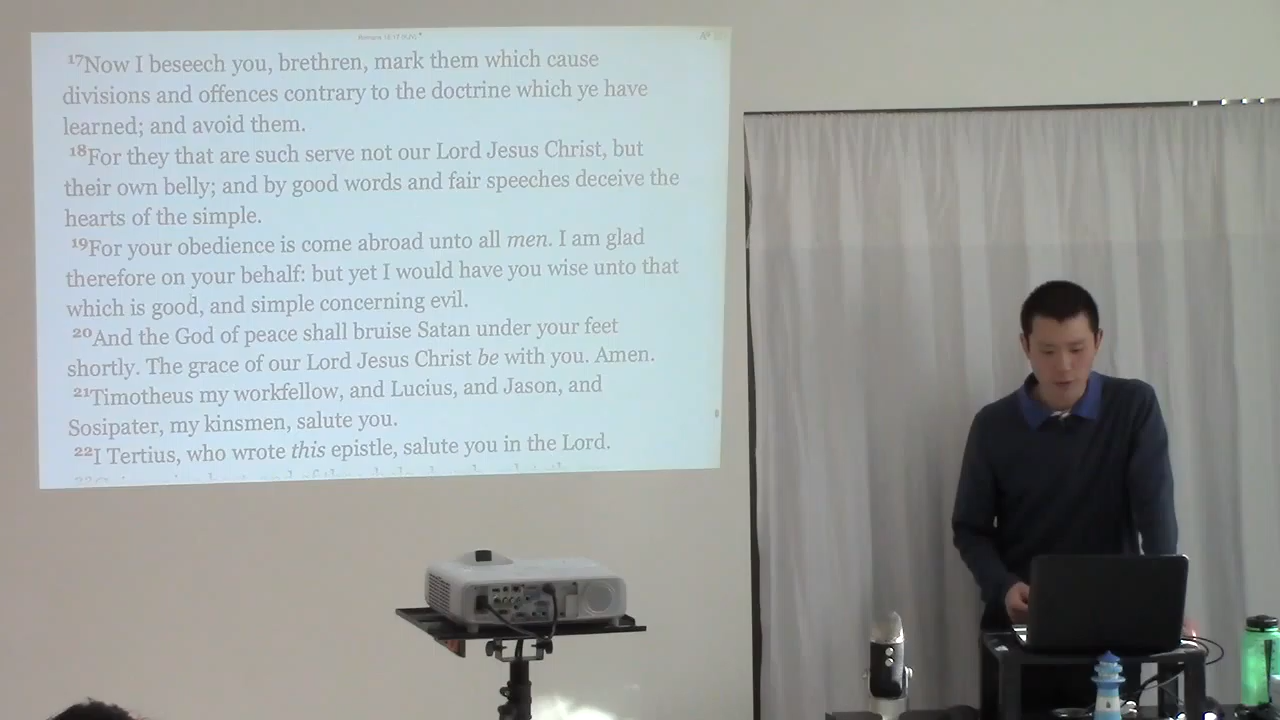 Romans 16:17 (KJV)
17Now I beseech you, brethren, mark them which cause
divisions and offences contrary to the doctrine which ye have
learned; and avoid them.
18For they that are such serve not our Lord Jesus Christ, but
their own belly; and by good words and fair speeches deceive the
hearts of the simple.
19For your obedience is come abroad unto all men. I am glad
therefore on your behalf: but yet I would have you wise unto that
which is good, and simple concerning evil.
20And the God of peace shall bruise Satan under your feet
shortly. The grace of our Lord Jesus Christ be with you. Amen.
21Timotheus my workfellow, and Lucius, and Jason, and
Sosipater, my kinsmen, salute you.
22I Tertius, who wrote this epistle, salute you in the Lord.